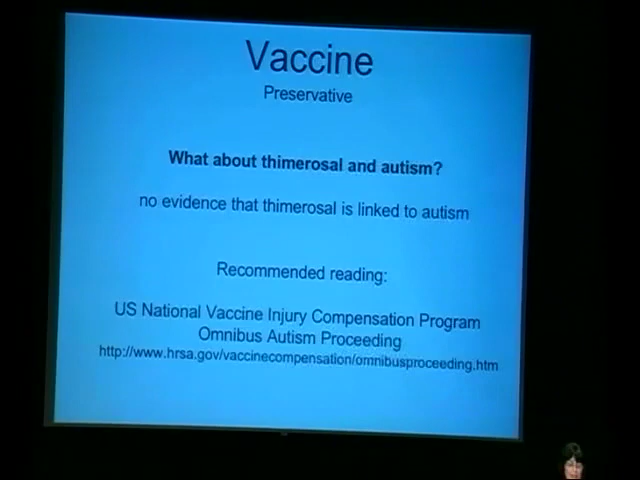 Vaccine
Preservative
What about thimerosal and autism?
no evidence that thimerosal is linked to autism
Recommended reading:
US National Vaccine Injury Compensation Program
Omnibus Autism Proceeding
http://www.hrsa.gov/vaccinecompensation/omnibusproceeding.htm